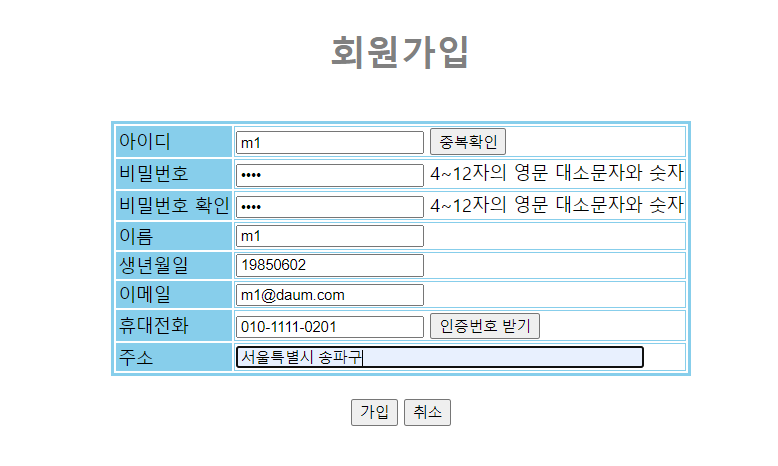 회원가입
아이디 m1 중복확인
비밀번호 •••• 4~12자의 영문 대소문자와 숫자
비밀번호 확인 •••• 4~12자의 영문 대소문자와 숫자
이름 m1
생년월일 19850602
이메일 m1@daum.com
휴대전화 010-1111-0201 인증번호 받기
주소 서울특별시 송파구
가입 취소